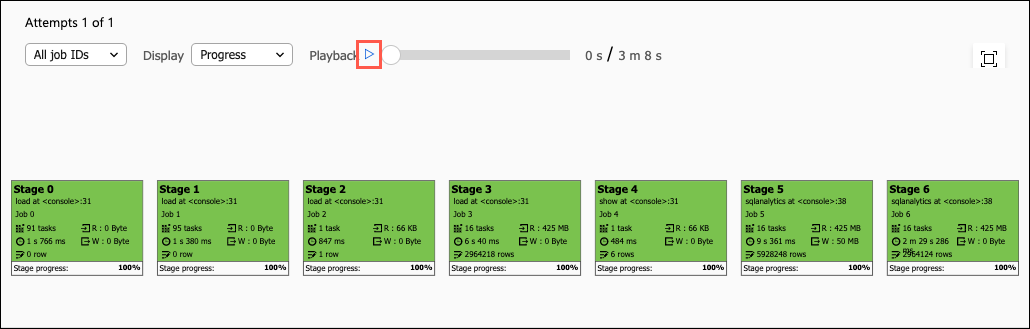 Attempts 1 of 1
All job IDs Display Progress Playback 0 s / 3 m 8 s
Stage 0
load at <console>:31
Job 0
91 tasks R : 0 Byte
1 s 766 ms W : 0 Byte
0 row
Stage progress: 100%
Stage 1
load at <console>:31
Job 1
95 tasks R : 0 Byte
1 s 380 ms W : 0 Byte
0 row
Stage progress: 100%
Stage 2
load at <console>:31
Job 2
1 task R : 66 KB
847 ms W : 0 Byte
1 row
Stage progress: 100%
Stage 3
load at <console>:31
Job 3
16 tasks R : 425 MB
6 s 40 ms W : 0 Byte
2964218 rows
Stage progress: 100%
Stage 4
show at <console>:31
Job 4
1 task R : 66 KB
484 ms W : 0 Byte
6 rows
Stage progress: 100%
Stage 5
sqlanalytics at <console>:38
Job 5
16 tasks R : 425 MB
9 s 361 ms W : 50 MB
5928248 rows
Stage progress: 100%
Stage 6
sqlanalytics at <console>:38
Job 6
16 tasks R : 425 MB
2 m 29 s 286 W : 0 Byte
ms
2964124 rows
Stage progress: 100%